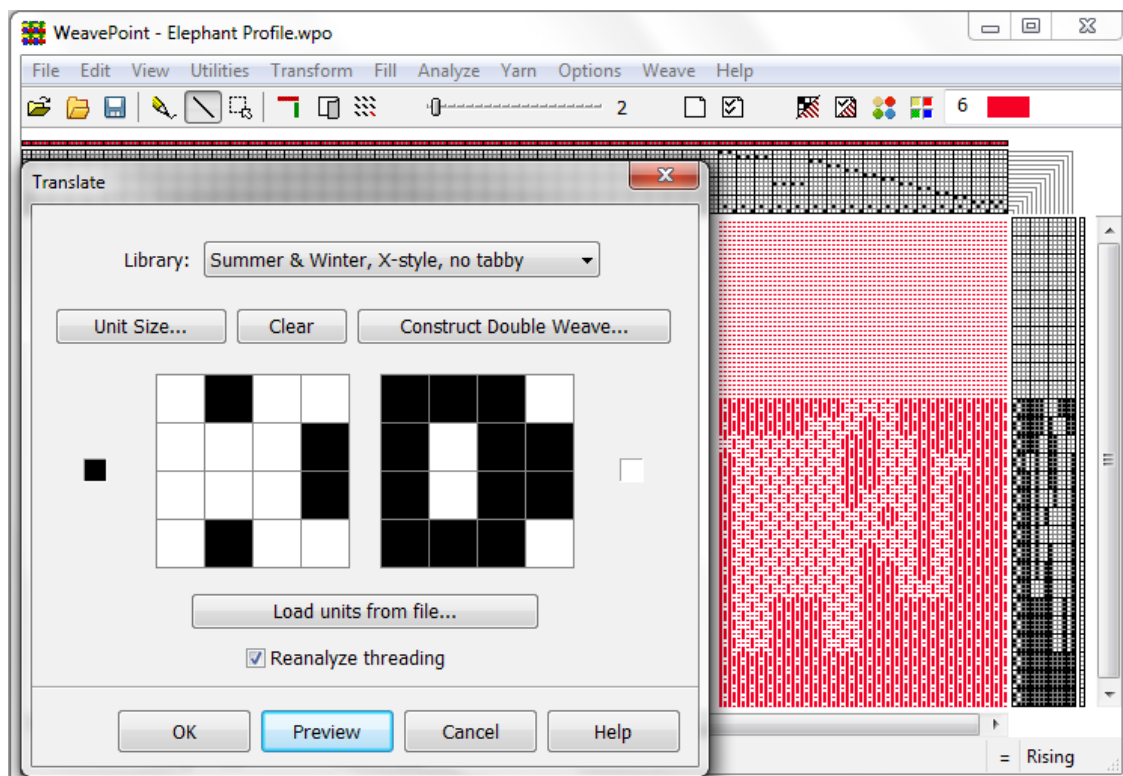 WeavePoint - Elephant Profile.wpo
File Edit View Utilities Transform Fill Analyze Yarn Options Weave Help
2 6
Translate
Library: Summer & Winter, X-style, no tabby
Unit Size... Clear Construct Double Weave...
Load units from file...
Reanalyze threading
OK Preview Cancel Help
= Rising